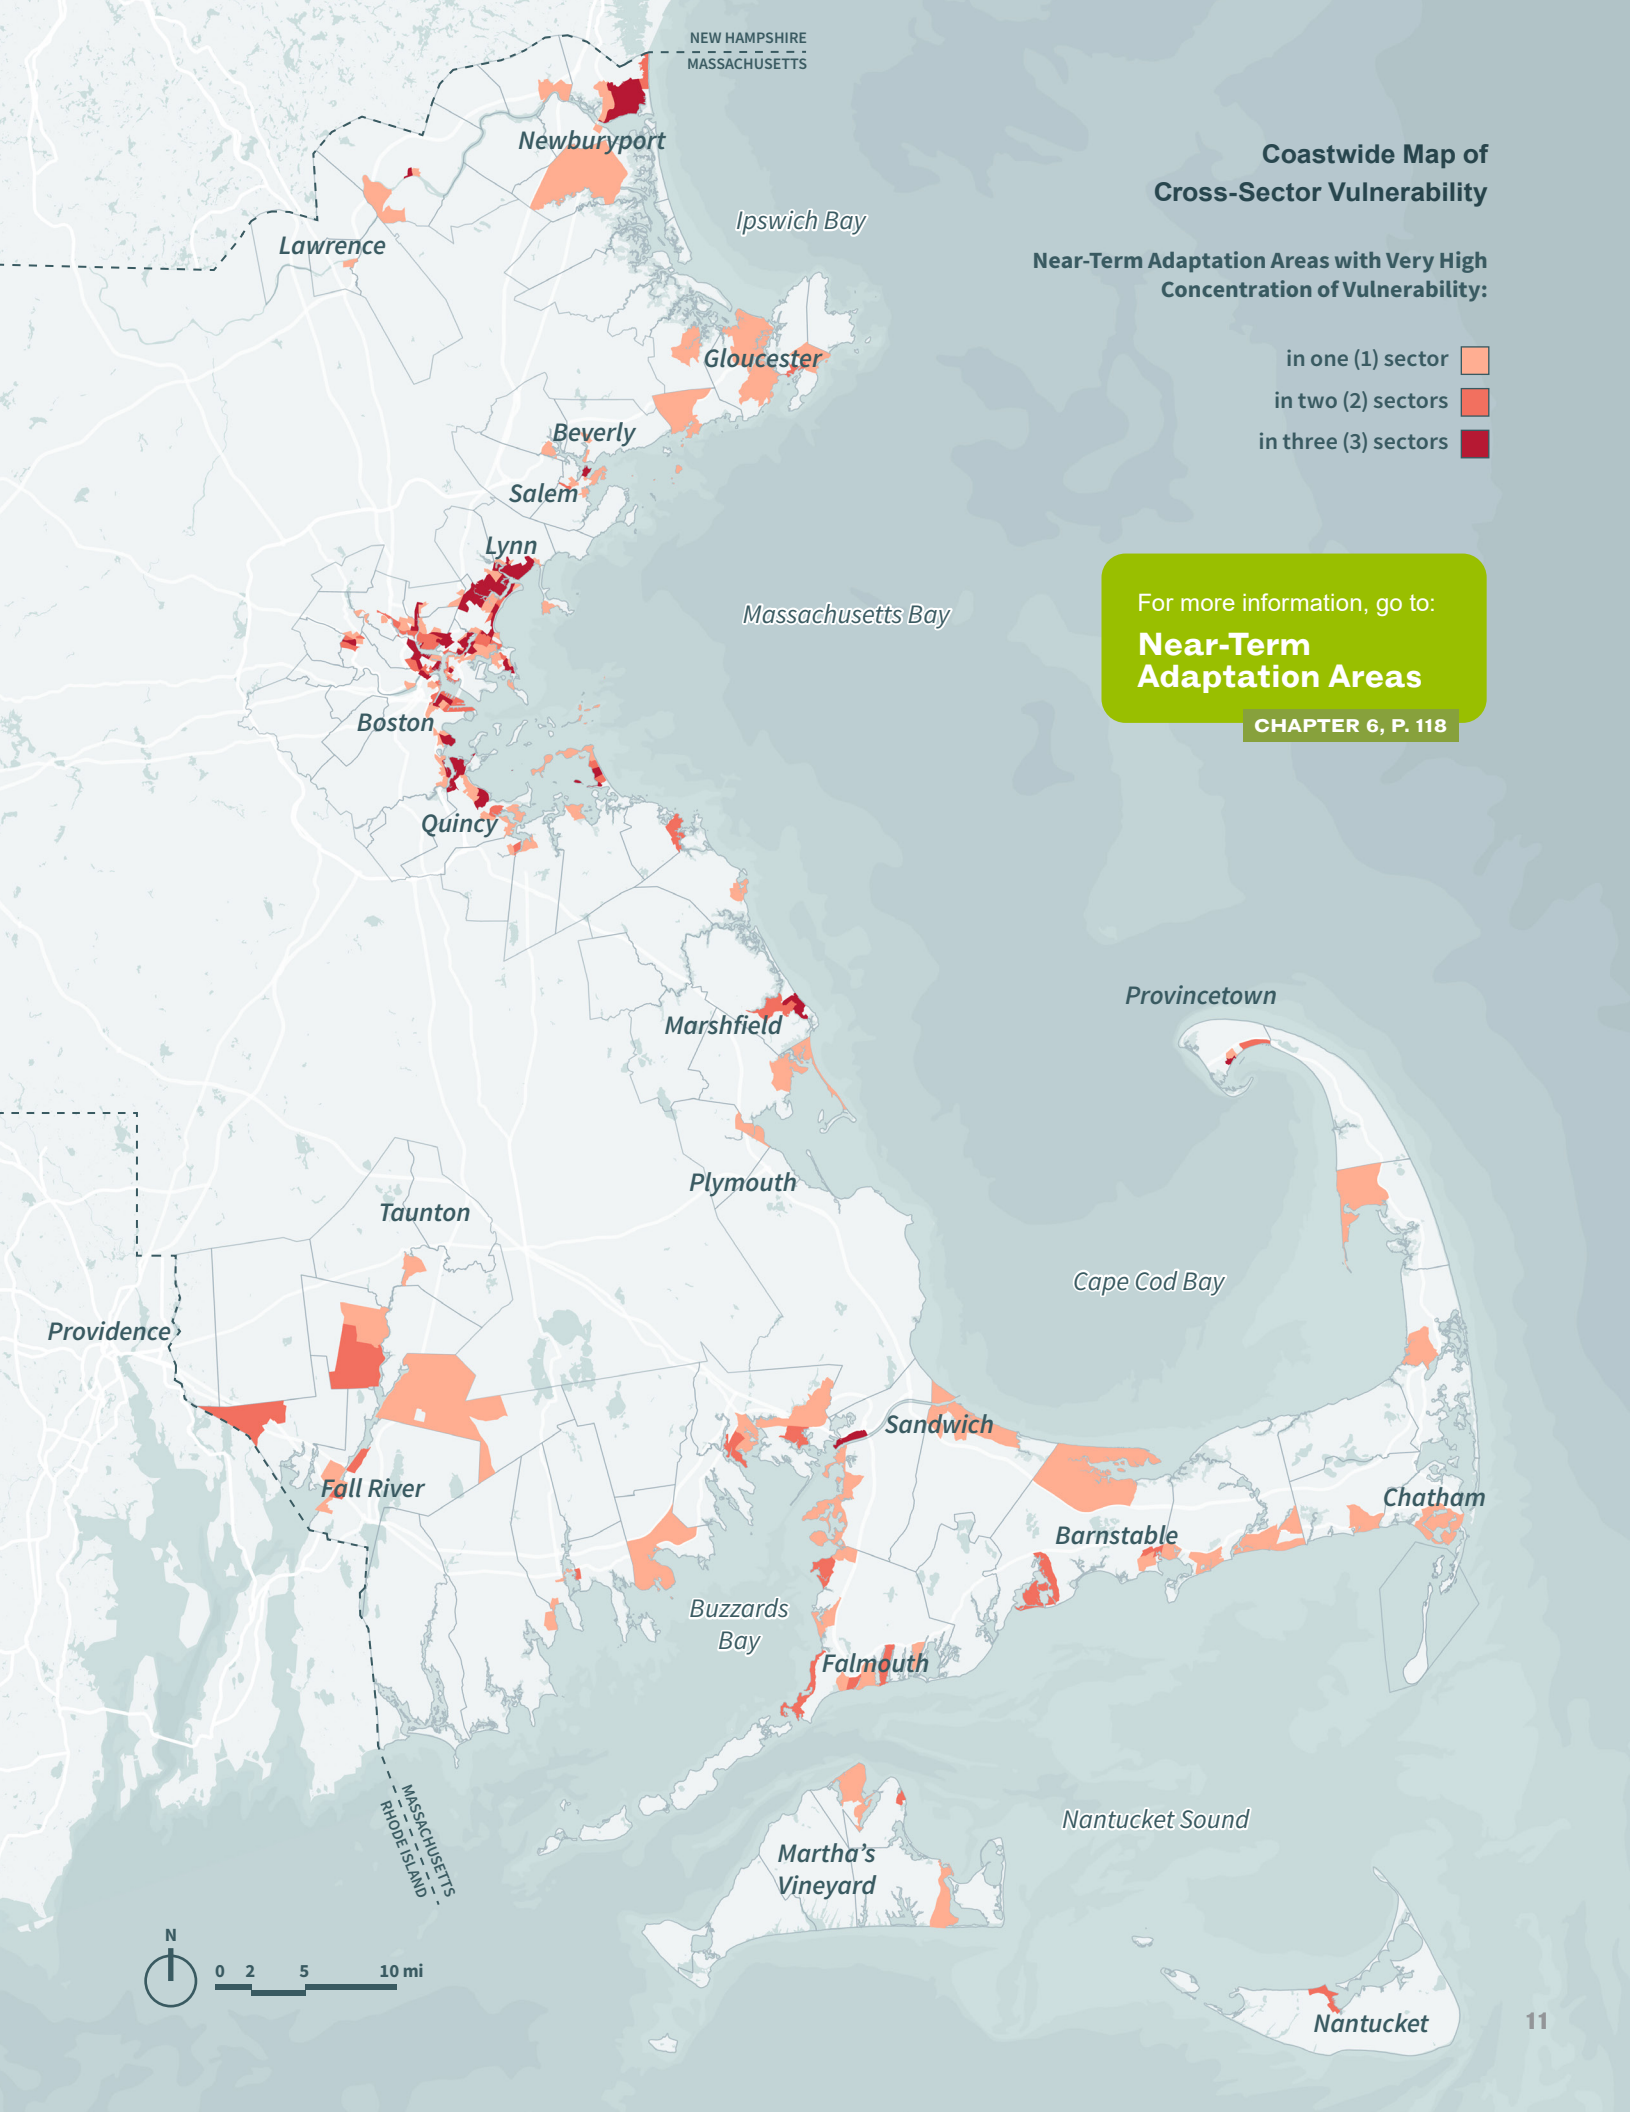 NEW HAMPSHIRE
MASSACHUSETTS
Newburyport
Coastwide Map of
Cross-Sector Vulnerability
Ipswich Bay
Lawrence
Near-Term Adaptation Areas with Very High
Concentration of Vulnerability:
Gloucester
in one (1) sector
in two (2) sectors
in three (3) sectors
Beverly
Salem
Lynn
Massachusetts Bay
For more information, go to:
Near-Term
Adaptation Areas
CHAPTER 6, P. 118
Boston
Quincy
Provincetown
Marshfield
Plymouth
Taunton
Cape Cod Bay
Providence
Sandwich
Fall River
Chatham
Barnstable
Buzzards
Bay
Falmouth
MASSACHUSETTS
RHODE ISLAND
Nantucket Sound
Martha's
Vineyard
N
0 2 5 10 mi
Nantucket
11